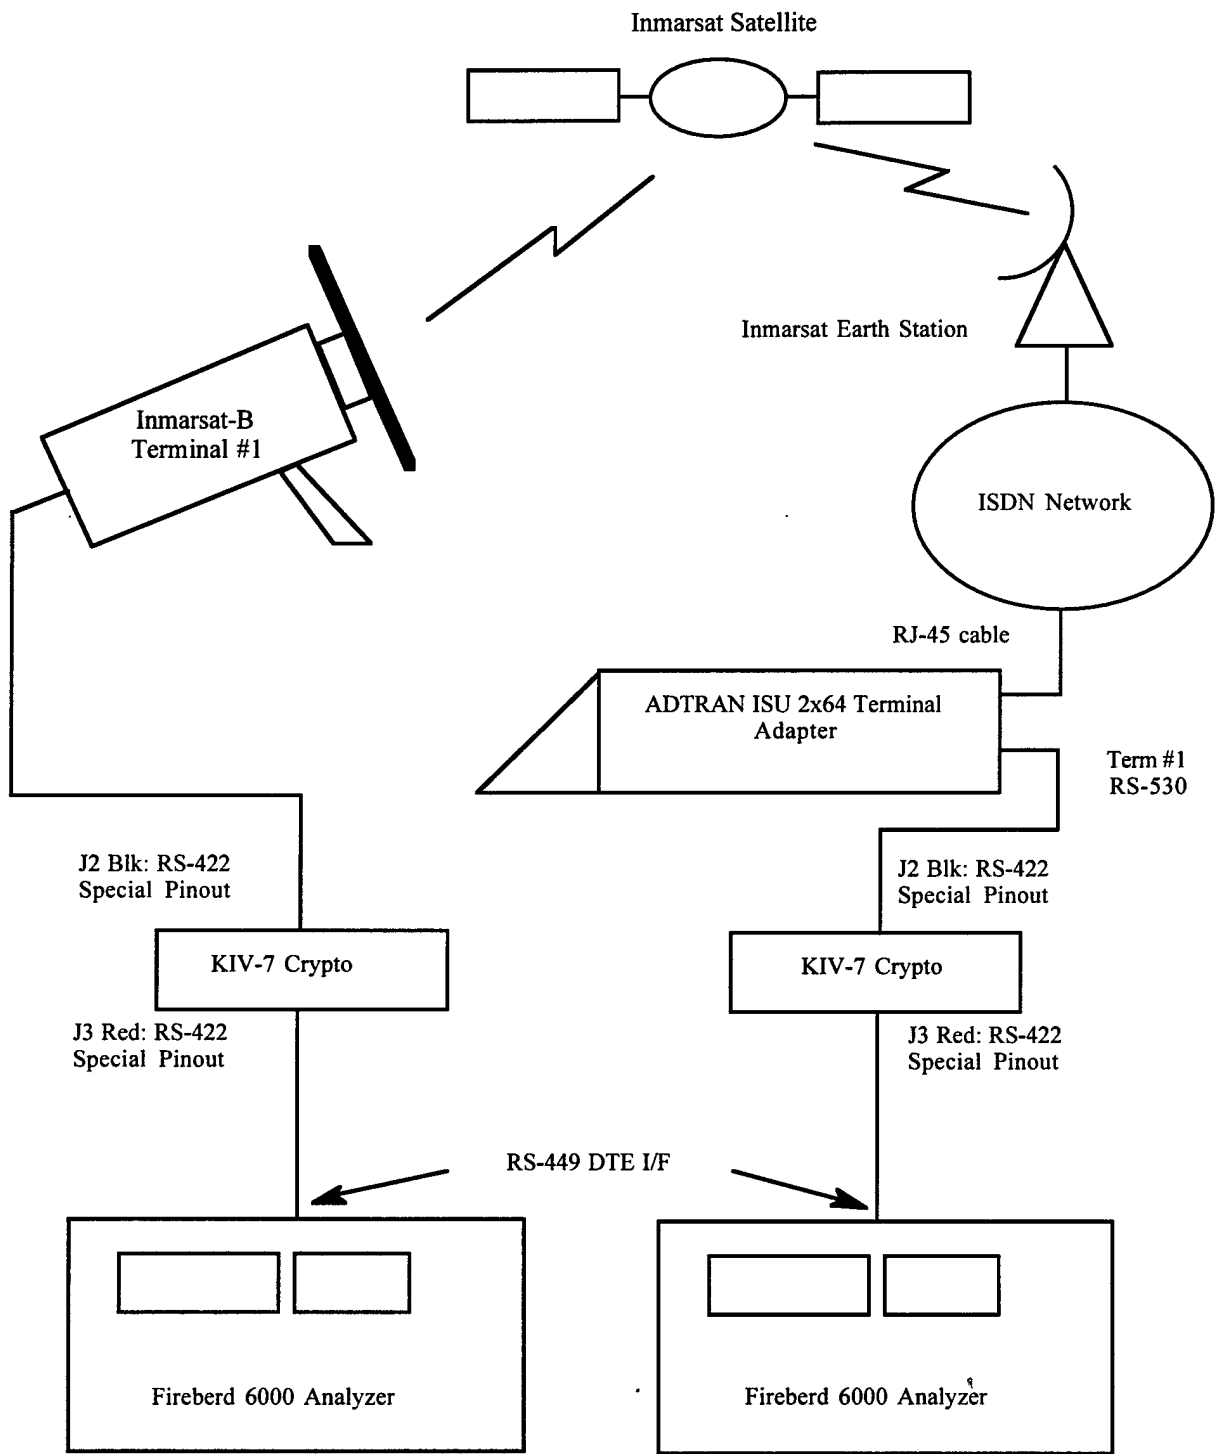 Inmarsat Satellite
Inmarsat Earth Station
Inmarsat-B
Terminal #1
ISDN Network
RJ-45 cable
ADTRAN ISU 2x64 Terminal
Adapter
Term #1
RS-530
J2 Blk: RS-422
Special Pinout
J2 Blk: RS-422
Special Pinout
KIV-7 Crypto
KIV-7 Crypto
J3 Red: RS-422
Special Pinout
J3 Red: RS-422
Special Pinout
RS-449 DTE I/F
Fireberd 6000 Analyzer
Fireberd 6000 Analyzer